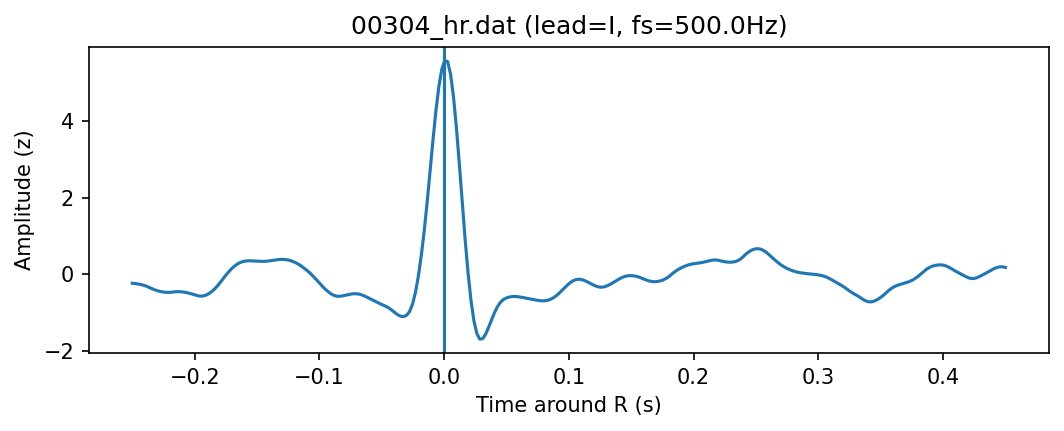 00304_hr.dat (lead=I, fs=500.0Hz)
Amplitude (z)
4
2
0
−2
−0.2 −0.1 0.0 0.1 0.2 0.3 0.4
Time around R (s)